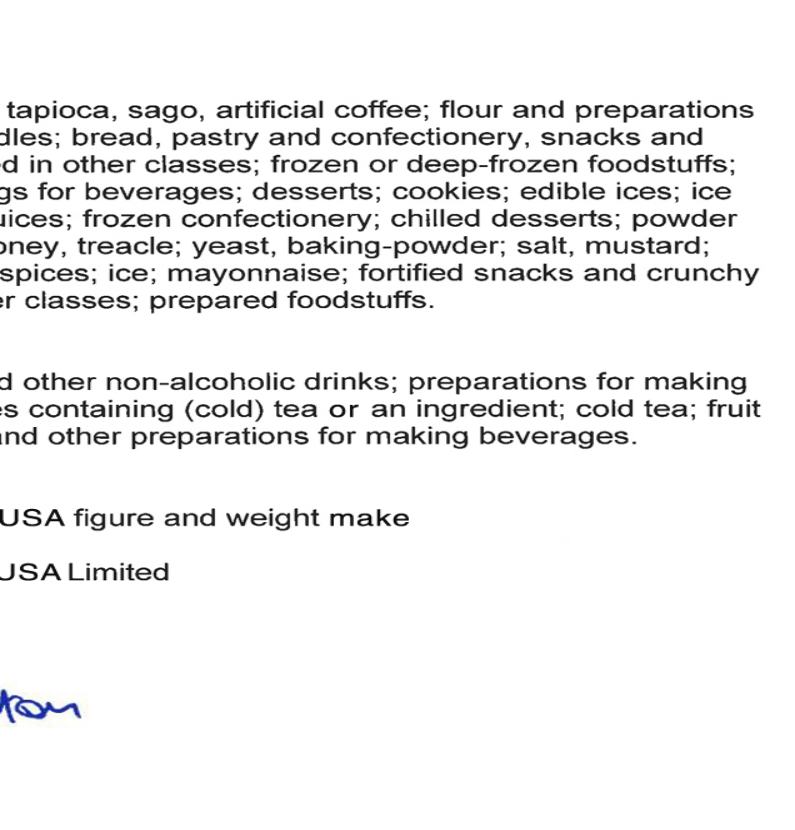 tapioca, sago, artificial coffee; flour and preparations
dles; bread, pastry and confectionery, snacks and
ed in other classes; frozen or deep-frozen foodstuffs;
gs for beverages; desserts; cookies; edible ices; ice
uices; frozen confectionery; chilled desserts; powder
oney, treacle; yeast, baking-powder; salt, mustard;
spices; ice; mayonnaise; fortified snacks and crunchy
er classes; prepared foodstuffs.
d other non-alcoholic drinks; preparations for making
es containing (cold) tea or an ingredient; cold tea; fruit
and other preparations for making beverages.
USA figure and weight make
USA Limited